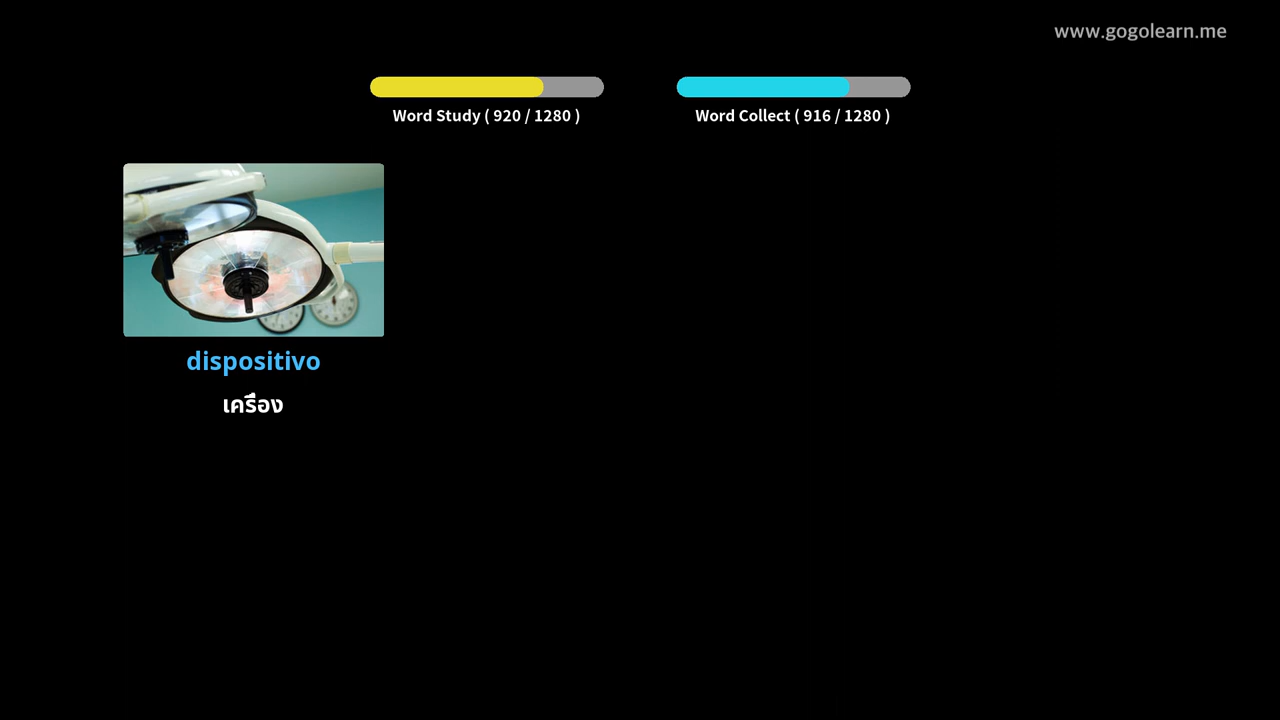 www.gogolearn.me
Word Study ( 920 / 1280 )
Word Collect ( 916 / 1280 )
dispositivo
เครื่อง